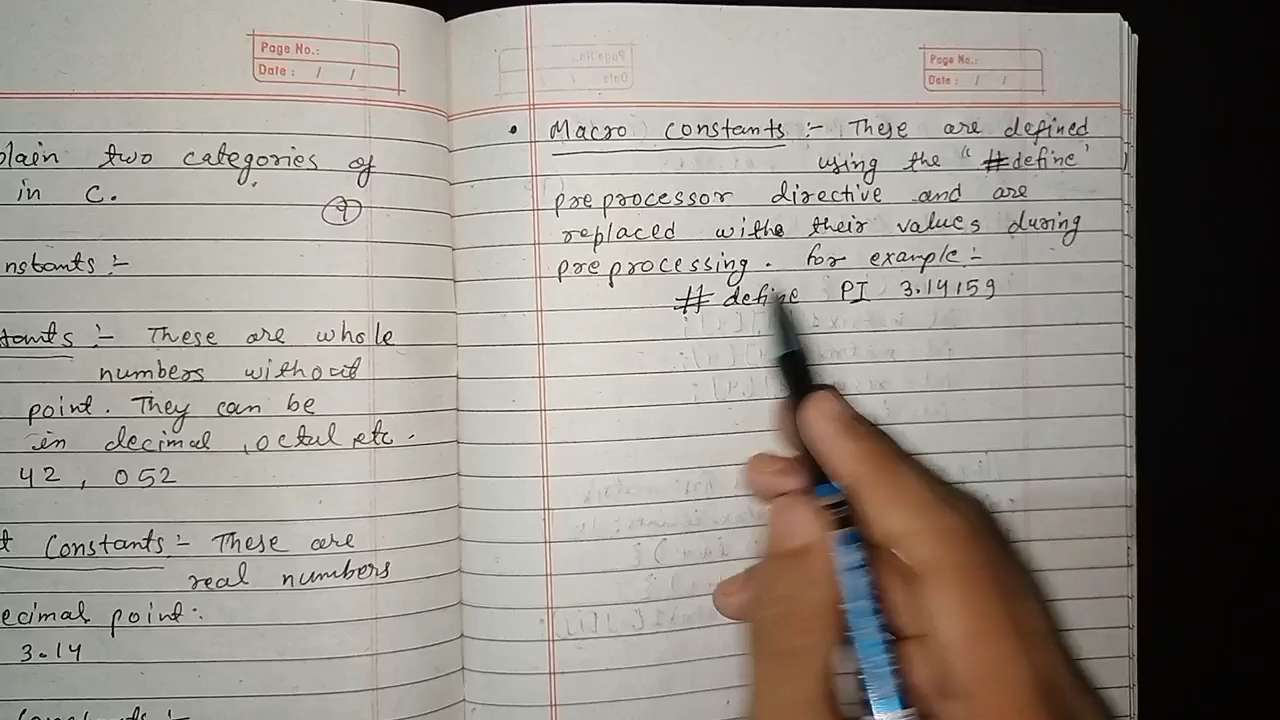 Page No.:
Date : / /
plain two categories of
in C.
9
nstants :-
tants :- These are whole
numbers without
point. They can be
in decimal , octal etc.
42 , 052
t Constants :- These are
real numbers
ecimal point.
3.14
Page No.:
Date : / /
• Macro constants :- These are defined
using the "#define"
preprocessor directive and are
replaced withe their values during
preprocessing. for example :-
# define PI 3.14159